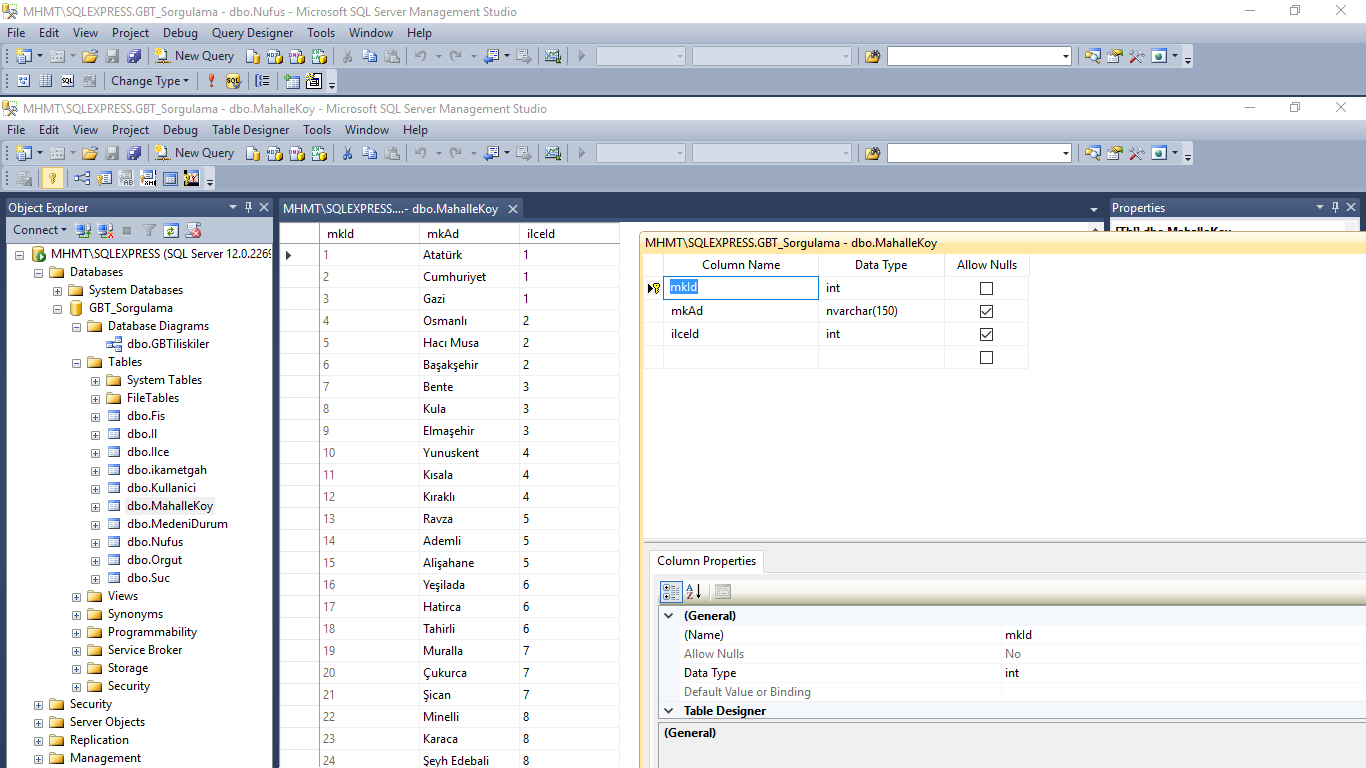 MHMT\SQLEXPRESS.GBT_Sorgulama - dbo.Nufus - Microsoft SQL Server Management Studio
File Edit View Project Debug Query Designer Tools Window Help
New Query
Change Type
MHMT\SQLEXPRESS.GBT_Sorgulama - dbo.MahalleKoy - Microsoft SQL Server Management Studio
File Edit View Project Debug Table Designer Tools Window Help
New Query
Object Explorer
Connect
MHMT\SQLEXPRESS (SQL Server 12.0.2269
Databases
System Databases
GBT_Sorgulama
Database Diagrams
dbo.GBTiliskiler
Tables
System Tables
FileTables
dbo.Fis
dbo.Il
dbo.Ilce
dbo.ikametgah
dbo.Kullanici
dbo.MahalleKoy
dbo.MedeniDurum
dbo.Nufus
dbo.Orgut
dbo.Suc
Views
Synonyms
Programmability
Service Broker
Storage
Security
Security
Server Objects
Replication
Management
MHMT\SQLEXPRESS....- dbo.MahalleKoy
mkId mkAd ilceId
1 Atatürk 1
2 Cumhuriyet 1
3 Gazi 1
4 Osmanlı 2
5 Hacı Musa 2
6 Başakşehir 2
7 Bente 3
8 Kula 3
9 Elmaşehir 3
10 Yunuskent 4
11 Kısala 4
12 Kıraklı 4
13 Ravza 5
14 Ademli 5
15 Alişahane 5
16 Yeşilada 6
17 Hatirca 6
18 Tahirli 6
19 Muralla 7
20 Çukurca 7
21 Şican 7
22 Minelli 8
23 Karaca 8
24 Şeyh Edebali 8
Properties
[Tbl] dbo.MahalleKoy
MHMT\SQLEXPRESS.GBT_Sorgulama - dbo.MahalleKoy
Column Name Data Type Allow Nulls
mkId int
mkAd nvarchar(150)
ilceId int
Column Properties
(General)
(Name) mkId
Allow Nulls No
Data Type int
Default Value or Binding
Table Designer
(General)